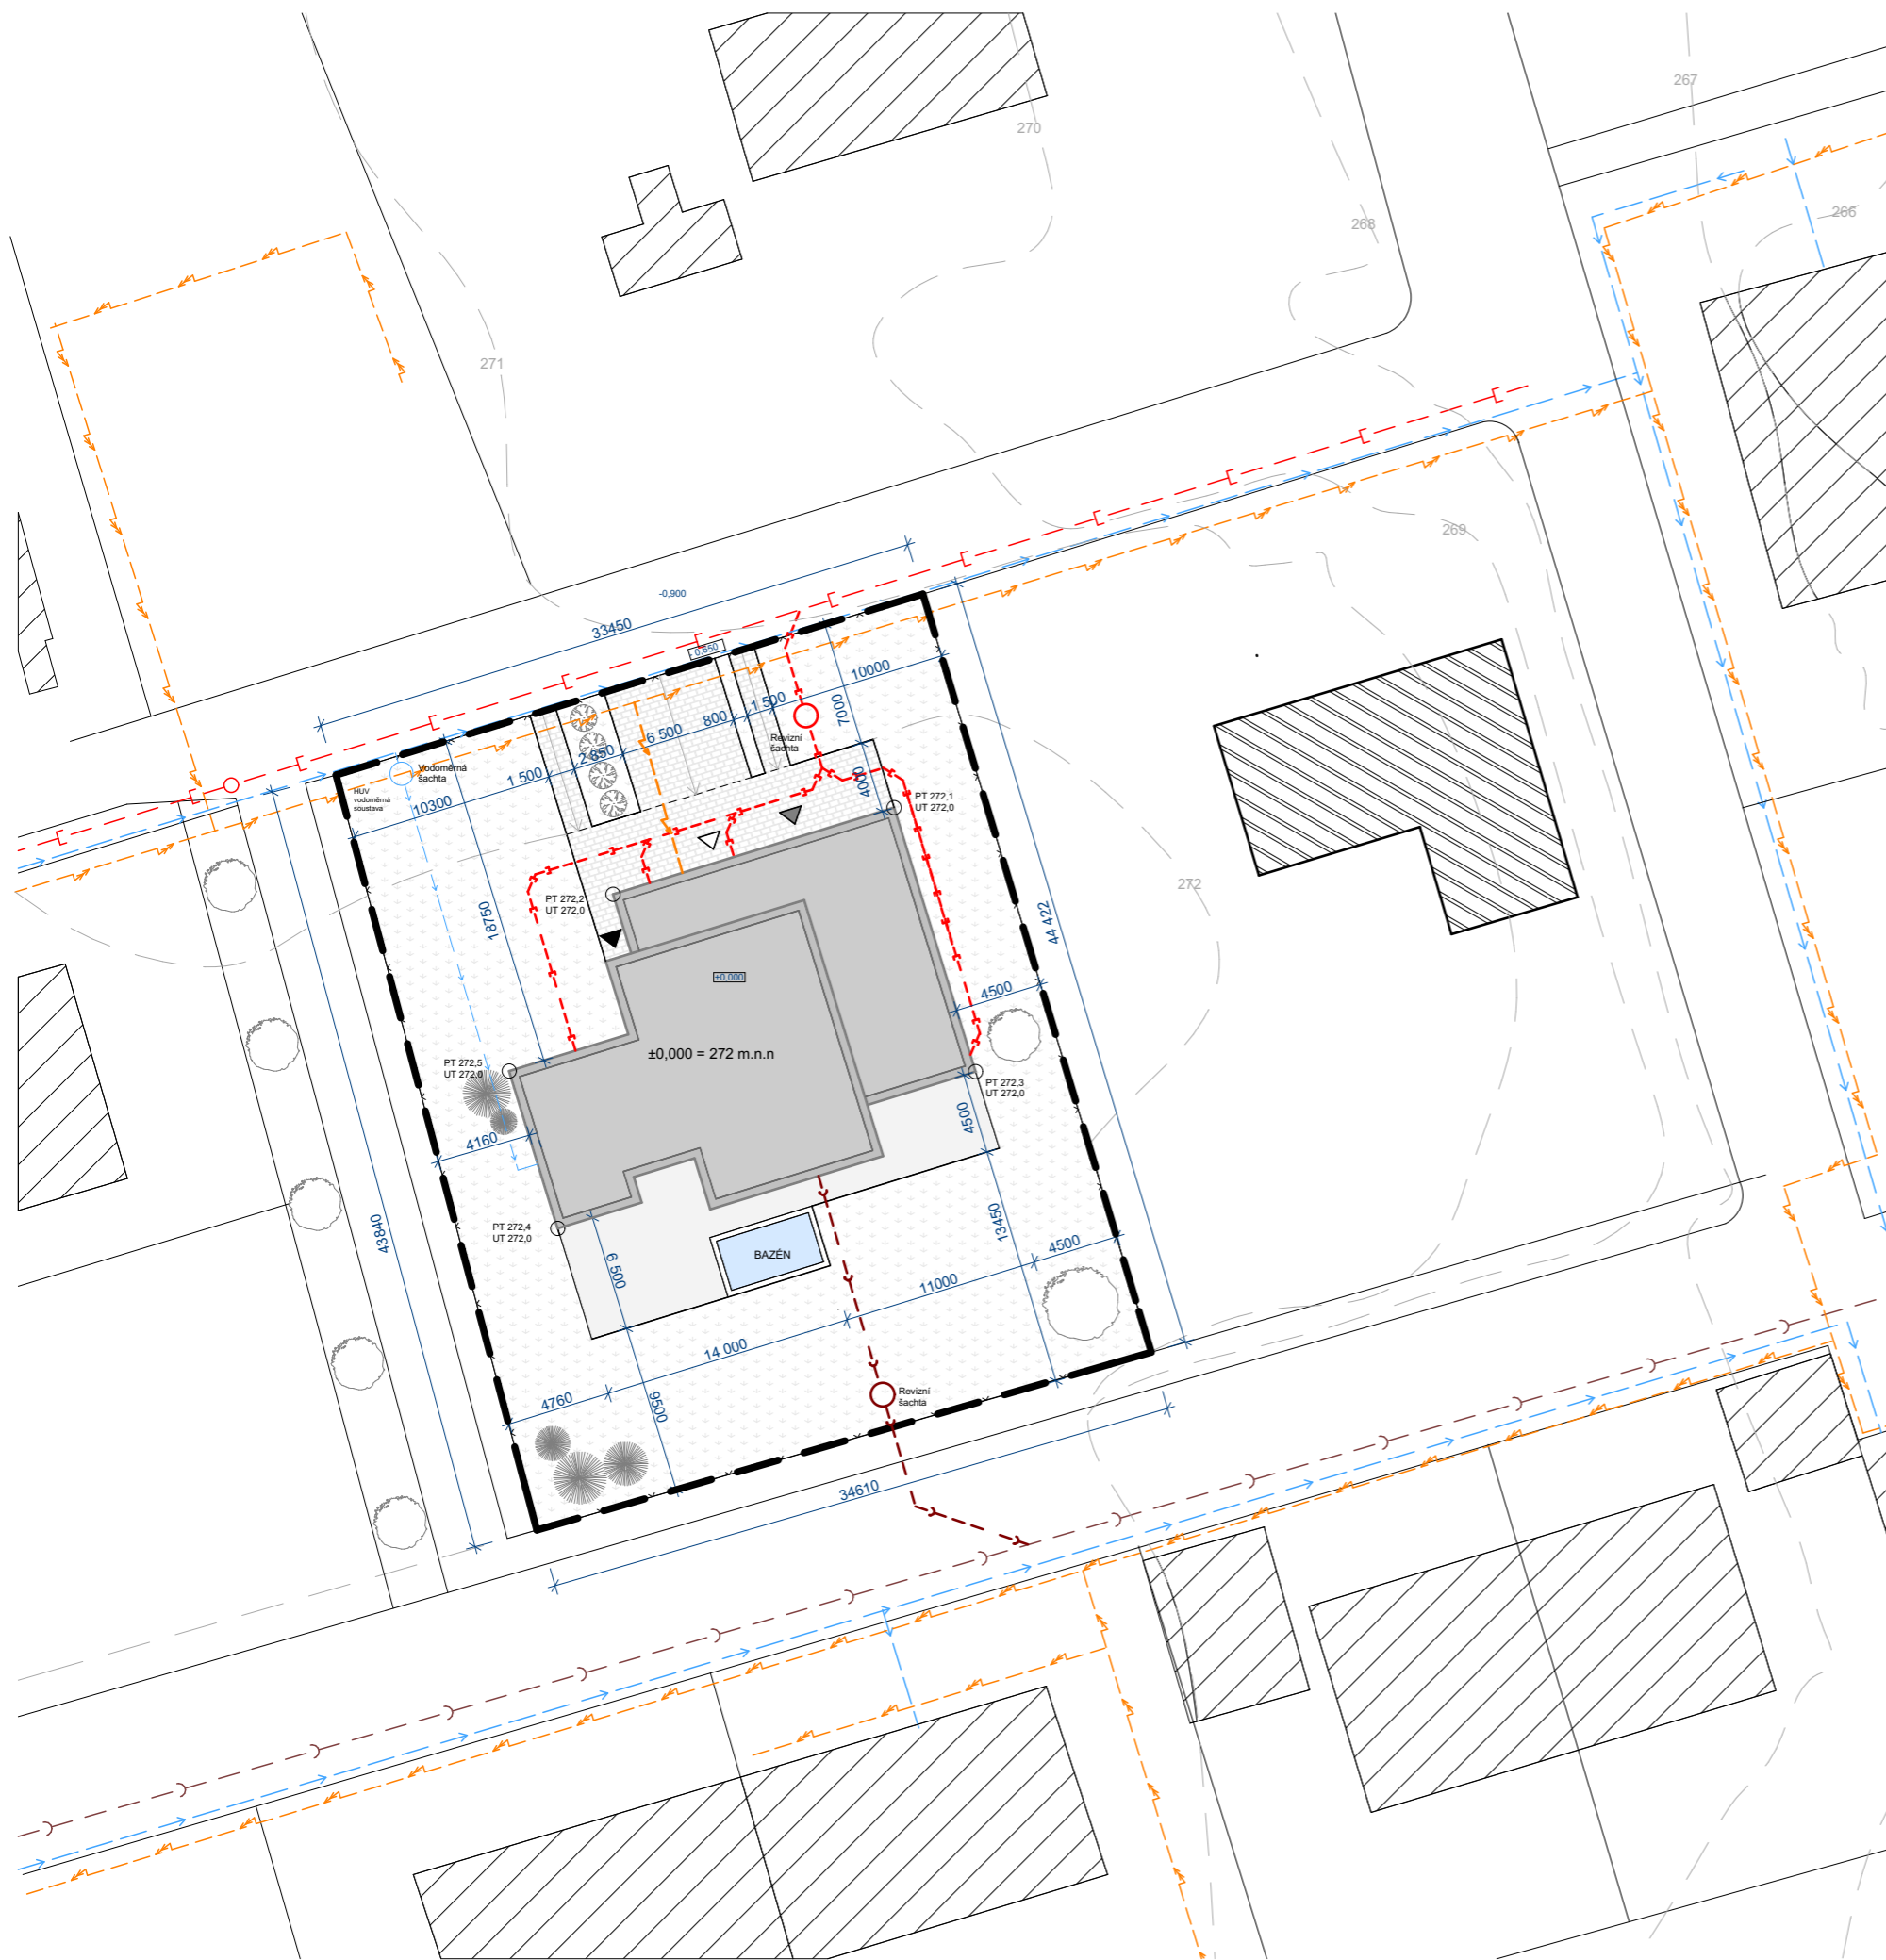 267
270
266
268
271
269
-0,900
33450
- 0,650
10000
1 500
7000
800
6 500
Revizní
šachta
2 850
Vodoměrná
šachta
1 500
4000
HUV
vodoměrná
soustava
10300
PT 272,1
UT 272,0
272
PT 272,2
UT 272,0
18750
44 422
±0,000
4500
±0,000 = 272 m.n.n
PT 272,5
UT 272,0
PT 272,3
UT 272,0
4500
4160
43840
PT 272,4
UT 272,0
BAZÉN
13450
4500
6 500
11000
14 000
4760
9500
Revizní
šachta
34610